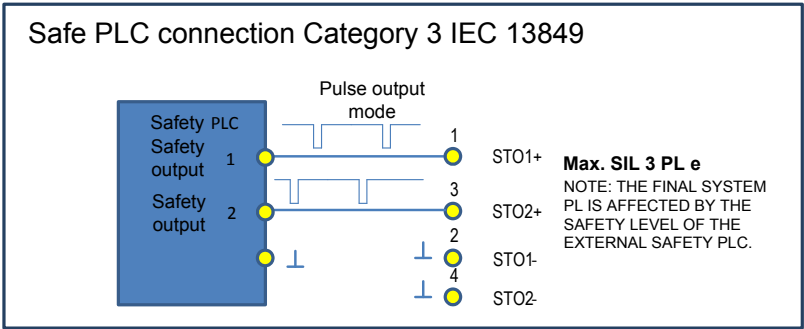 Safe PLC connection Category 3 IEC 13849
Pulse output
mode
Safety PLC
Safety
output 1
Safety
output 2
1
STO1+
3
STO2+
2
STO1-
4
STO2-
Max. SIL 3 PL e
NOTE: THE FINAL SYSTEM
PL IS AFFECTED BY THE
SAFETY LEVEL OF THE
EXTERNAL SAFETY PLC.